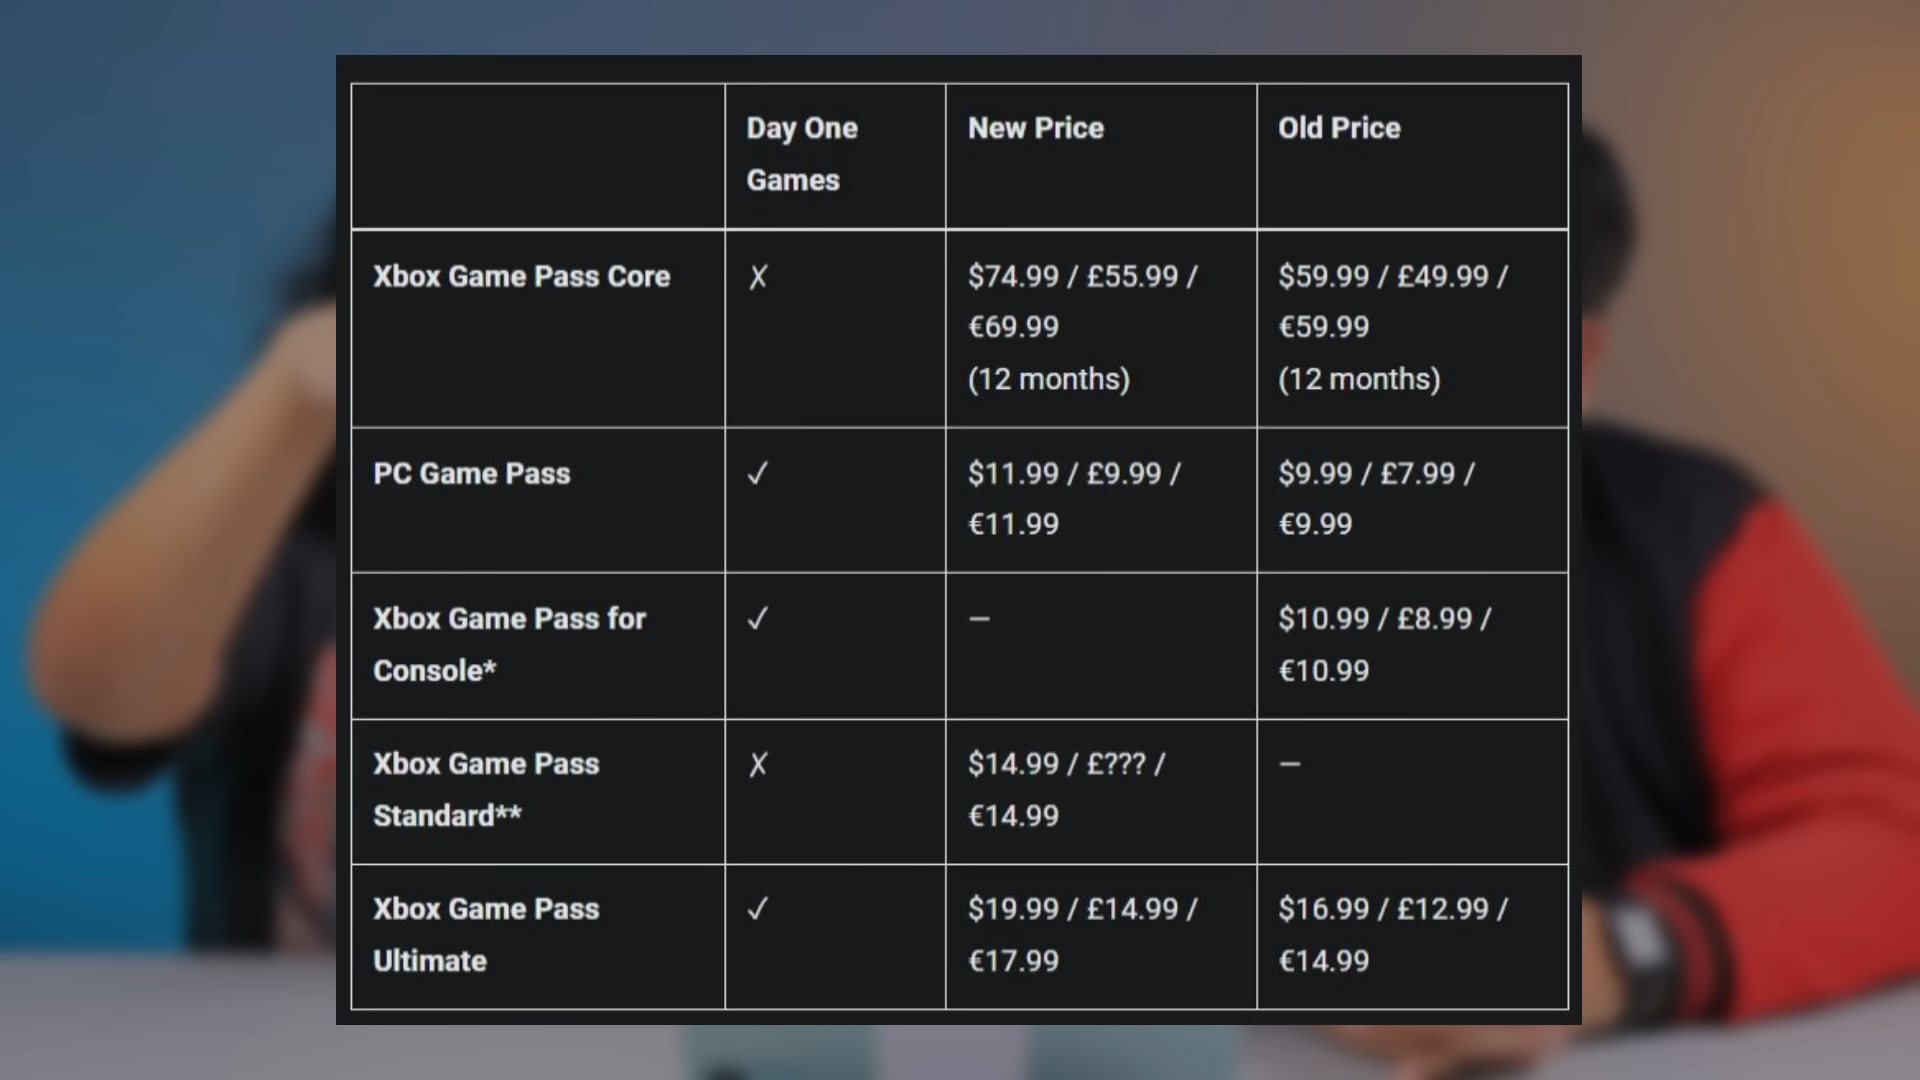 Day One
Games
New Price
Old Price
Xbox Game Pass Core
✗
$74.99 / £55.99 /
€69.99
(12 months)
$59.99 / £49.99 /
€59.99
(12 months)
PC Game Pass
✓
$11.99 / £9.99 /
€11.99
$9.99 / £7.99 /
€9.99
Xbox Game Pass for
Console*
✓
—
$10.99 / £8.99 /
€10.99
Xbox Game Pass
Standard**
✗
$14.99 / £??? /
€14.99
—
Xbox Game Pass
Ultimate
✓
$19.99 / £14.99 /
€17.99
$16.99 / £12.99 /
€14.99